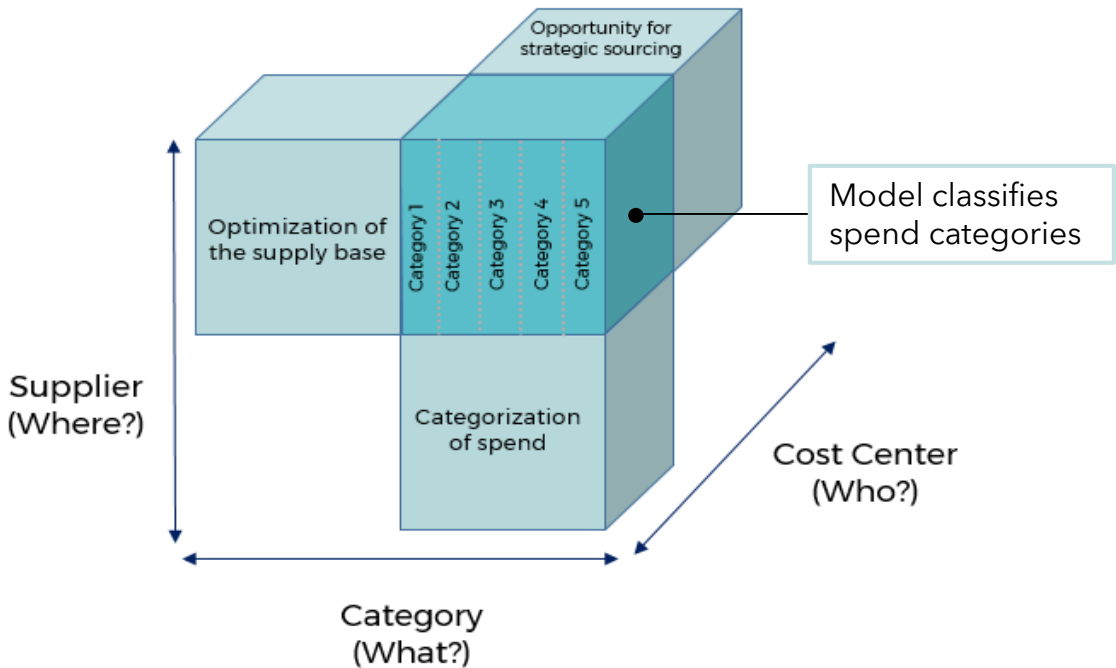 Opportunity for
strategic sourcing
Optimization of
the supply base
Category 1
Category 2
Category 3
Category 4
Category 5
Model classifies
spend categories
Supplier
(Where?)
Categorization
of spend
Cost Center
(Who?)
Category
(What?)